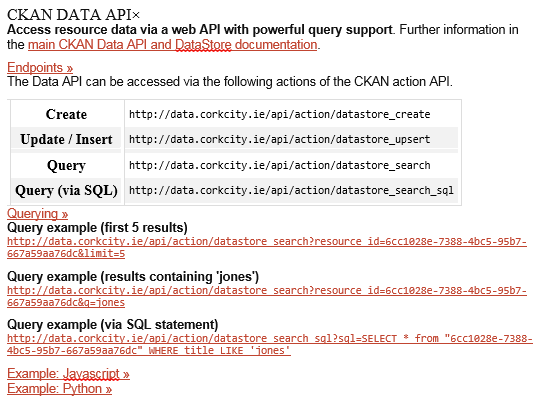 CKAN DATA API×
Access resource data via a web API with powerful query support. Further information in
the main CKAN Data API and DataStore documentation.
Endpoints »
The Data API can be accessed via the following actions of the CKAN action API.
Create http://data.corkcity.ie/api/action/datastore_create
Update / Insert http://data.corkcity.ie/api/action/datastore_upsert
Query http://data.corkcity.ie/api/action/datastore_search
Query (via SQL) http://data.corkcity.ie/api/action/datastore_search_sql
Querying »
Query example (first 5 results)
http://data.corkcity.ie/api/action/datastore_search?resource_id=6cc1028e-7388-4bc5-95b7-
667a59aa76dc&limit=5
Query example (results containing 'jones')
http://data.corkcity.ie/api/action/datastore_search?resource_id=6cc1028e-7388-4bc5-95b7-
667a59aa76dc&q=jones
Query example (via SQL statement)
http://data.corkcity.ie/api/action/datastore_search_sql?sql=SELECT * from "6cc1028e-7388-
4bc5-95b7-667a59aa76dc" WHERE title LIKE 'jones'
Example: Javascript »
Example: Python »